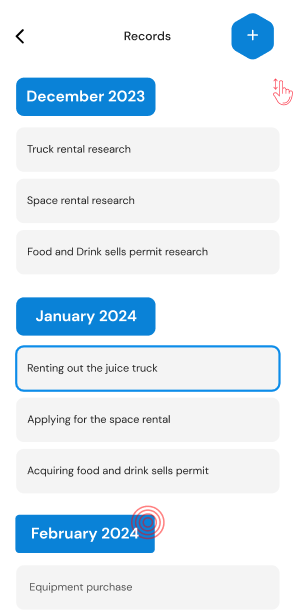 Records
+
December 2023
Truck rental research
Space rental research
Food and Drink sells permit research
January 2024
Renting out the juice truck
Applying for the space rental
Acquiring food and drink sells permit
February 2024
Equipment purchase